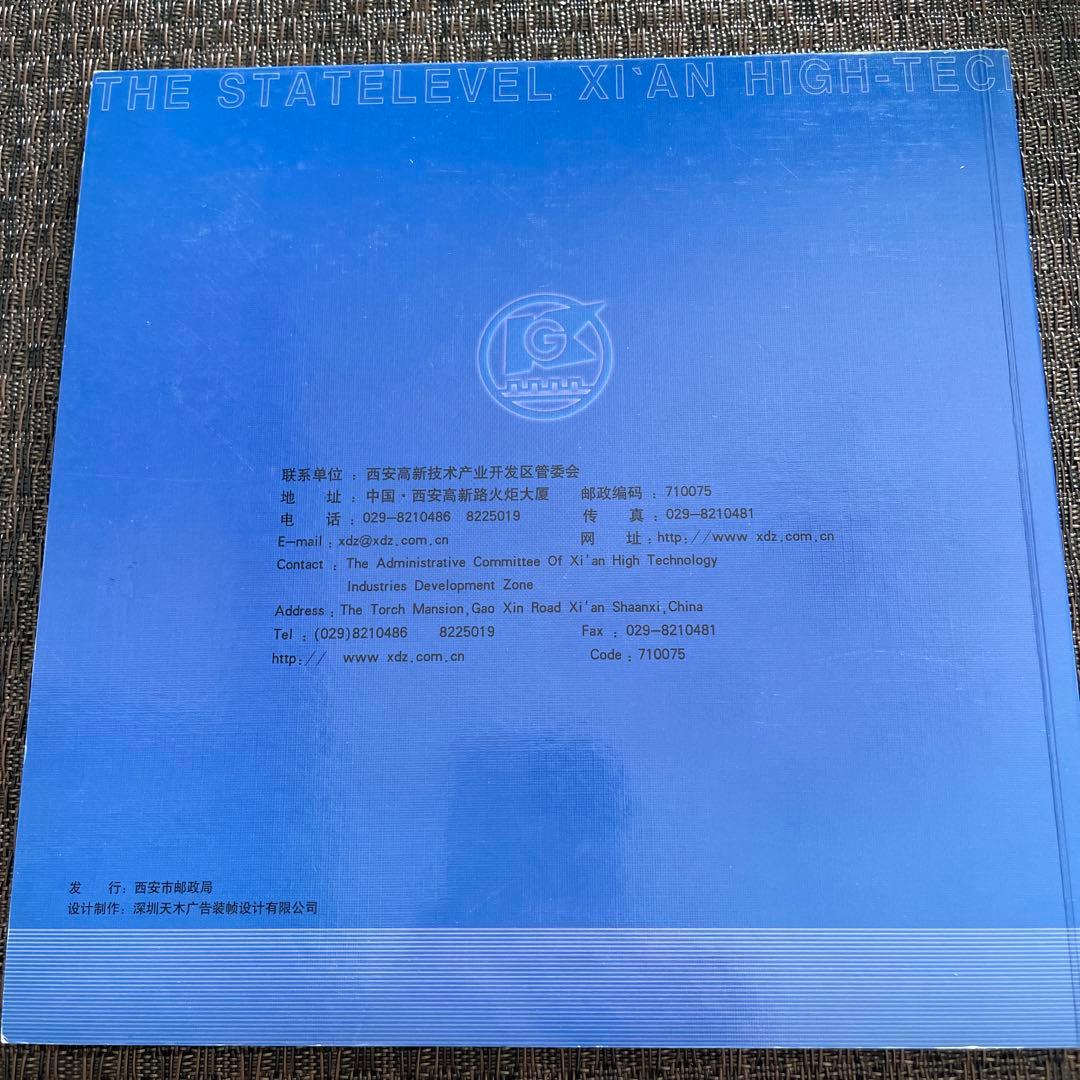 THE STATELEVEL XI`AN HIGH-TEC
G
联系单位：西安高新技术产业开发区管委会
地 址：中国·西安高新路火炬大厦 邮政编码：710075
电 话：029-8210486 8225019 传 真：029-8210481
E-mail：xdz@xdz.com.cn 网 址：http://www xdz.com.cn
Contact：The Administrative Committee Of Xi'an High Technology
Industries Development Zone
Address：The Torch Mansion,Gao Xin Road Xi'an Shaanxi,China
Tel：(029)8210486 8225019 Fax：029-8210481
http:// www xdz.com.cn Code：710075
发 行：西安市邮政局
设计制作：深圳天木广告装帧设计有限公司